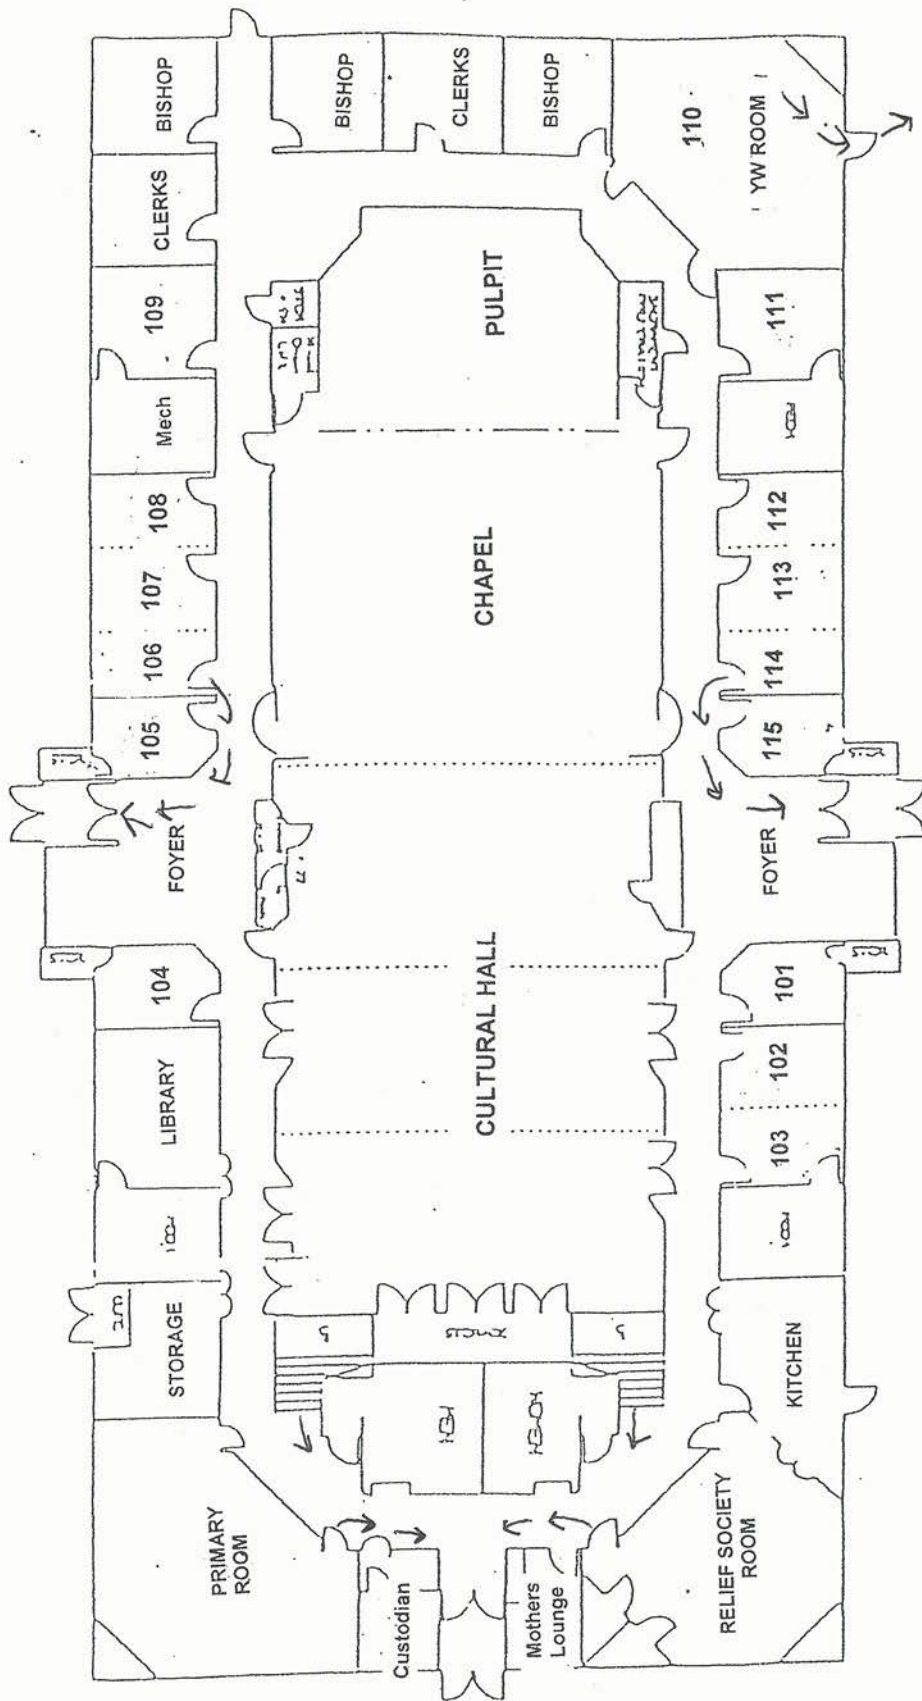 BISHOP
CLERKS
109
Mech
108
107
106
105
FOYER
104
LIBRARY
STORAGE
PRIMARY
ROOM
BISHOP
CLERKS
BISHOP
PULPIT
CHAPEL
CULTURAL HALL
MEN
WOMEN
Custodian
Mothers
Lounge
110
YW ROOM
111
112
113
114
115
FOYER
101
102
103
KITCHEN
RELIEF SOCIETY
ROOM